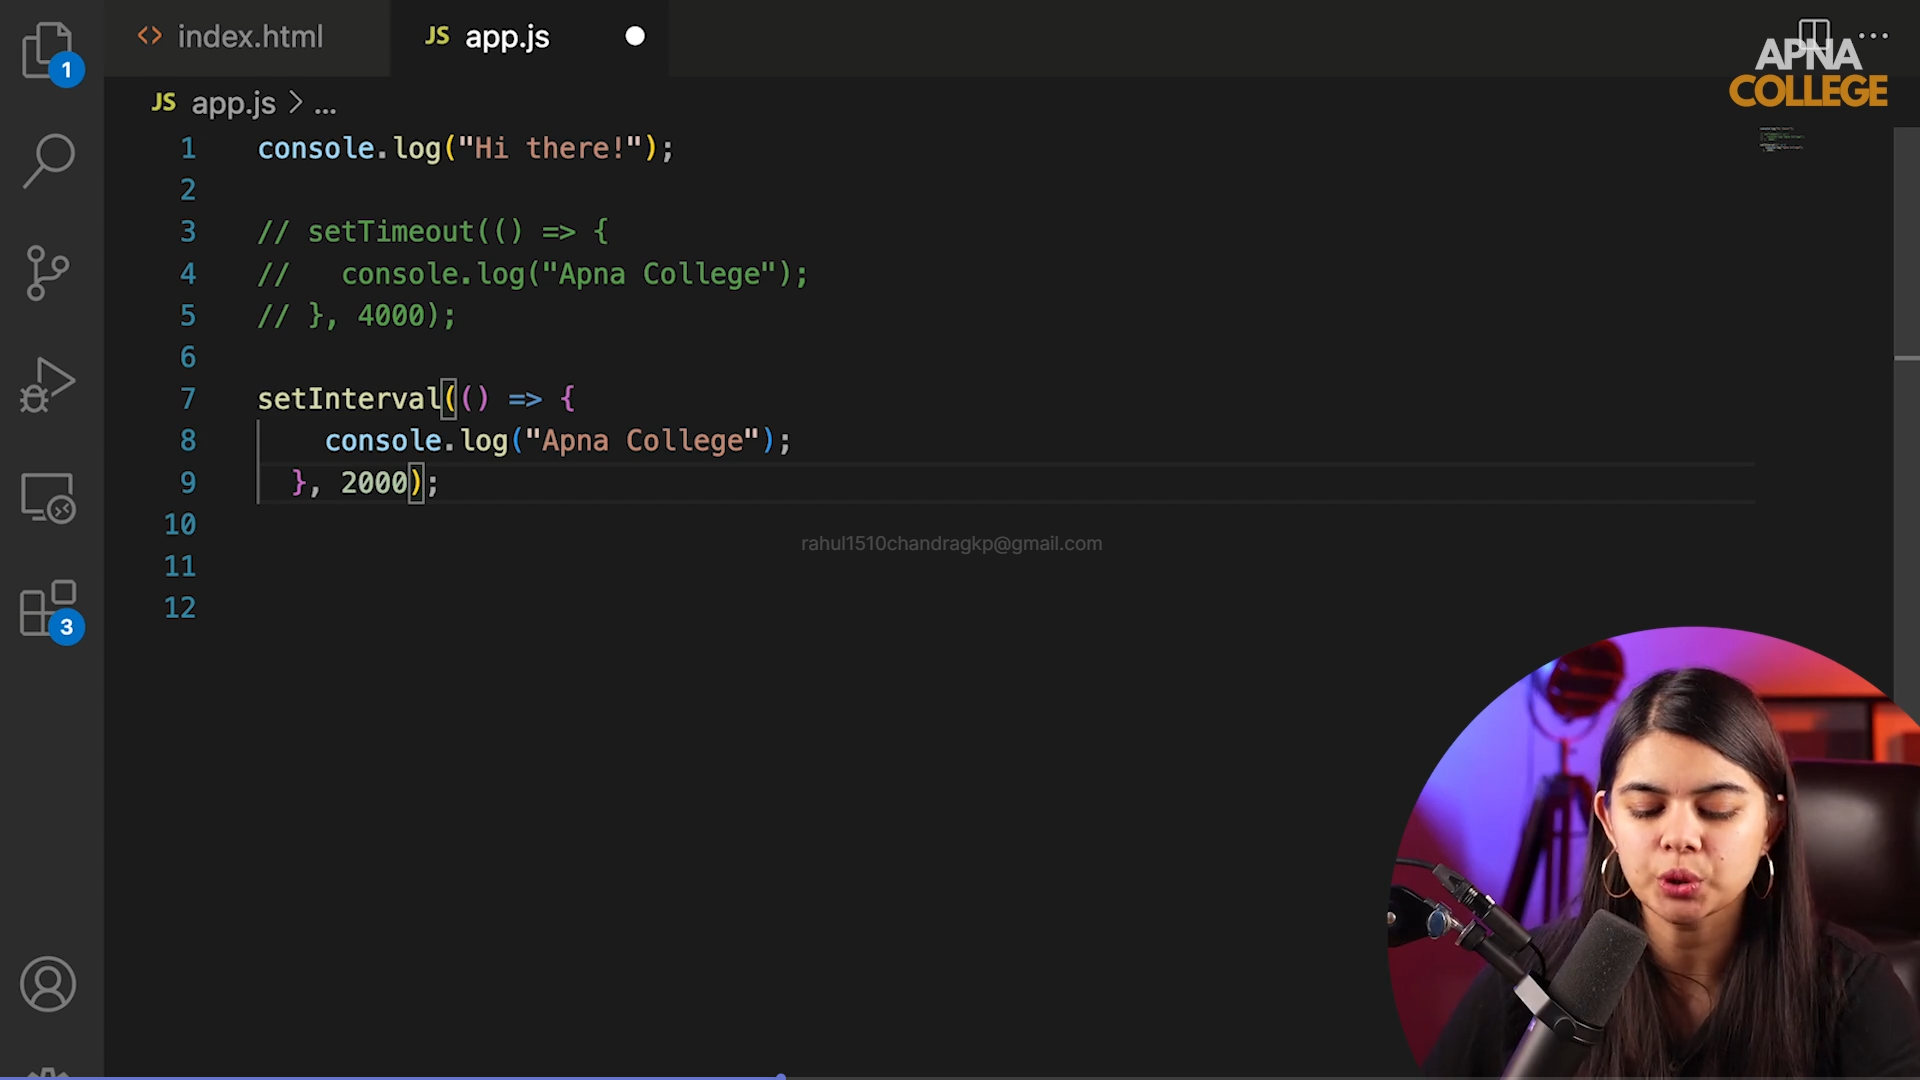 index.html
JS app.js
...
APNA
COLLEGE
1
JS app.js > ...
1 console.log("Hi there!");
2
3 // setTimeout(() => {
4 //   console.log("Apna College");
5 // }, 4000);
6
7 setInterval(() => {
8     console.log("Apna College");
9   }, 2000);
10
rahul1510chandragkp@gmail.com
11
12
3